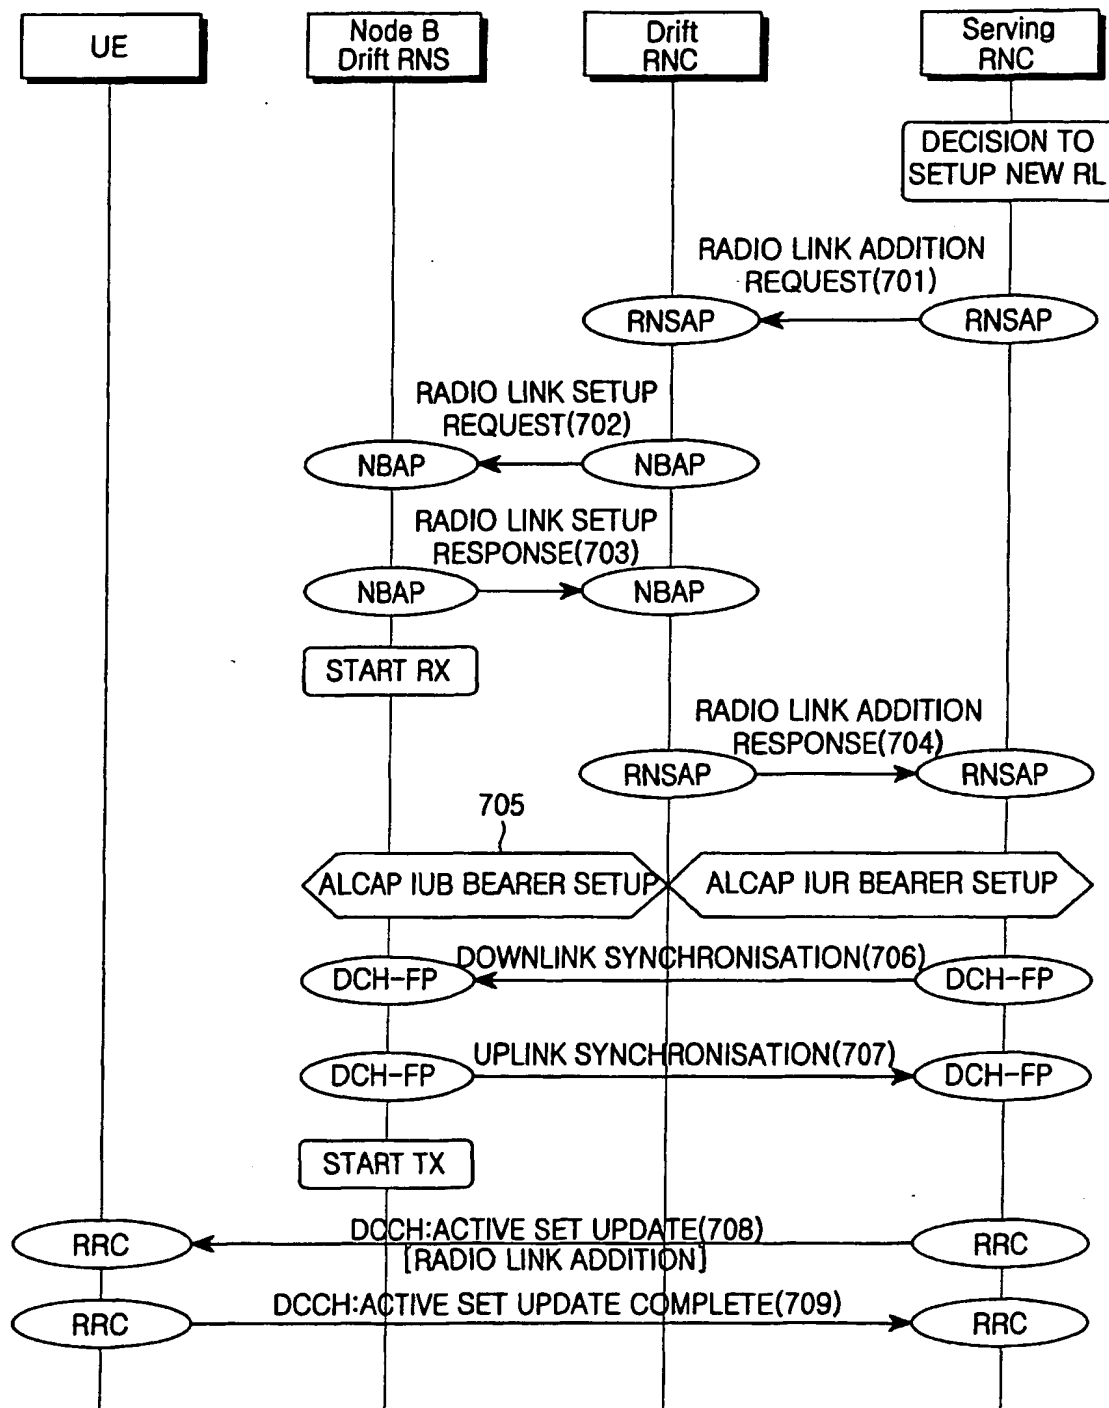 UE
Node B
Drift RNS
Drift
RNC
Serving
RNC
DECISION TO
SETUP NEW RL
RADIO LINK ADDITION
REQUEST(701)
RNSAP
RNSAP
RADIO LINK SETUP
REQUEST(702)
NBAP
NBAP
RADIO LINK SETUP
RESPONSE(703)
NBAP
NBAP
START RX
RADIO LINK ADDITION
RESPONSE(704)
RNSAP
RNSAP
705
ALCAP IUB BEARER SETUP
ALCAP IUR BEARER SETUP
DOWNLINK SYNCHRONISATION(706)
DCH-FP
DCH-FP
UPLINK SYNCHRONISATION(707)
DCH-FP
DCH-FP
START TX
DCCH:ACTIVE SET UPDATE(708)
RRC
RRC
[RADIO LINK ADDITION]
DCCH:ACTIVE SET UPDATE COMPLETE(709)
RRC
RRC